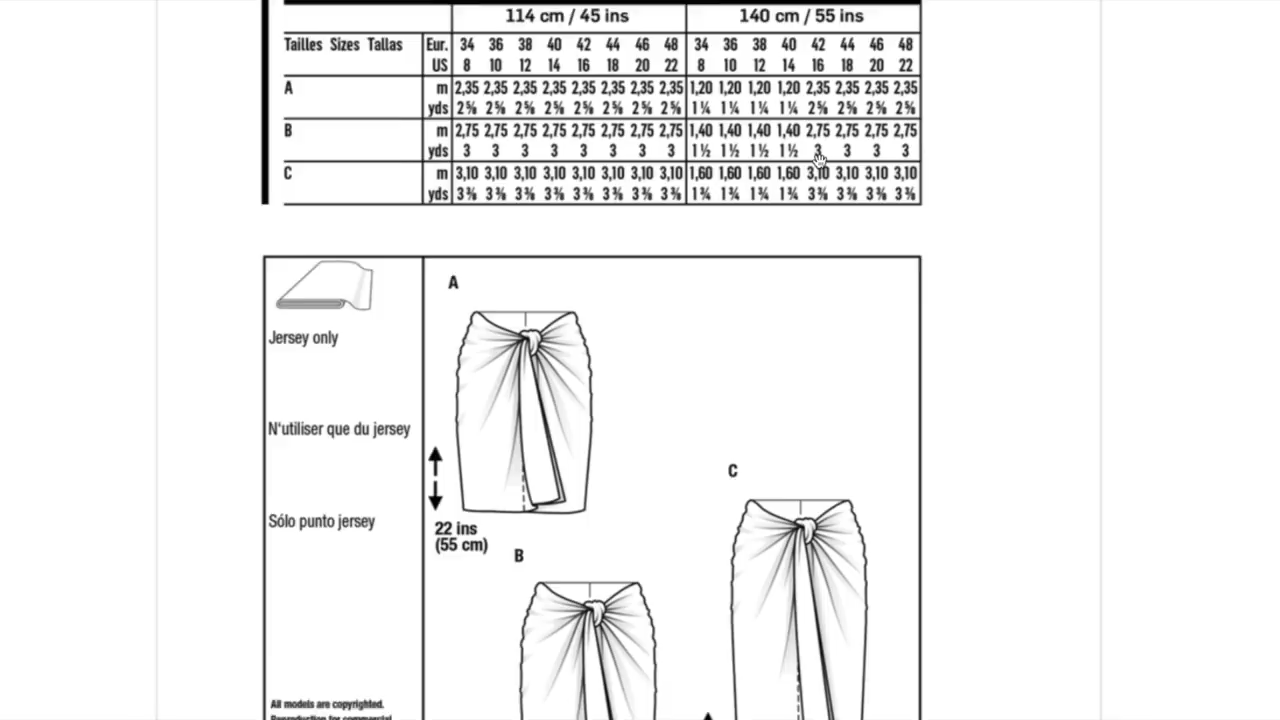 114 cm / 45 ins 140 cm / 55 ins
Tailles Sizes Tallas Eur. 34 36 38 40 42 44 46 48 34 36 38 40 42 44 46 48
US 8 10 12 14 16 18 20 22 8 10 12 14 16 18 20 22
A m 2,35 2,35 2,35 2,35 2,35 2,35 2,35 2,35 1,20 1,20 1,20 1,20 2,35 2,35 2,35 2,35
yds 2⅝ 2⅝ 2⅝ 2⅝ 2⅝ 2⅝ 2⅝ 2⅝ 1¼ 1¼ 1¼ 1¼ 2⅝ 2⅝ 2⅝ 2⅝
B m 2,75 2,75 2,75 2,75 2,75 2,75 2,75 2,75 1,40 1,40 1,40 1,40 2,75 2,75 2,75 2,75
yds 3 3 3 3 3 3 3 3 1½ 1½ 1½ 1½ 3 3 3 3
C m 3,10 3,10 3,10 3,10 3,10 3,10 3,10 3,10 1,60 1,60 1,60 1,60 3,10 3,10 3,10 3,10
yds 3⅜ 3⅜ 3⅜ 3⅜ 3⅜ 3⅜ 3⅜ 3⅜ 1¾ 1¾ 1¾ 1¾ 3⅜ 3⅜ 3⅜ 3⅜
Jersey only
N'utiliser que du jersey
Sólo punto jersey
A
22 ins
(55 cm)
B
C
All models are copyrighted.
Reproduction for commercial